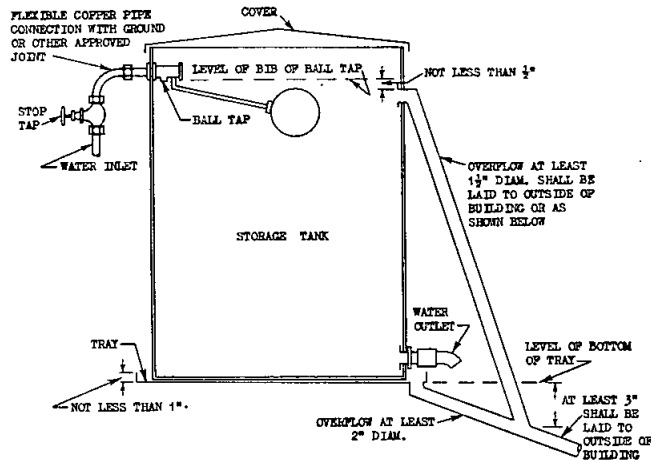 FLEXIBLE COPPER PIPE
CONNECTION WITH GROUND
OR OTHER APPROVED
JOINT
COVER
LEVEL OF BIB OF BALL TAP
NOT LESS THAN ½"
STOP
TAP
BALL TAP
WATER INLET
OVERFLOW AT LEAST
1½" DIAM. SHALL BE
LAID TO OUTSIDE OF
BUILDING OR AS
SHOWN BELOW
STORAGE TANK
WATER
OUTLET
TRAY
LEVEL OF BOTTOM
OF TRAY
NOT LESS THAN 1".
OVERFLOW AT LEAST
2" DIAM.
AT LEAST 3"
SHALL BE
LAID TO
OUTSIDE OF
BUILDING